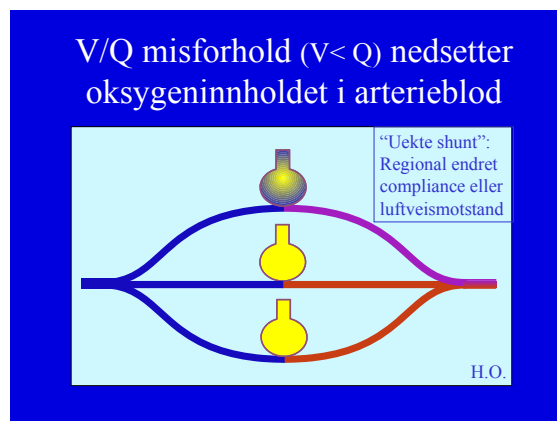 V/Q misforhold (V< Q) nedsetter
oksygeninnholdet i arterieblod
“Uekte shunt”:
Regional endret
compliance eller
luftveismotstand
H.O.